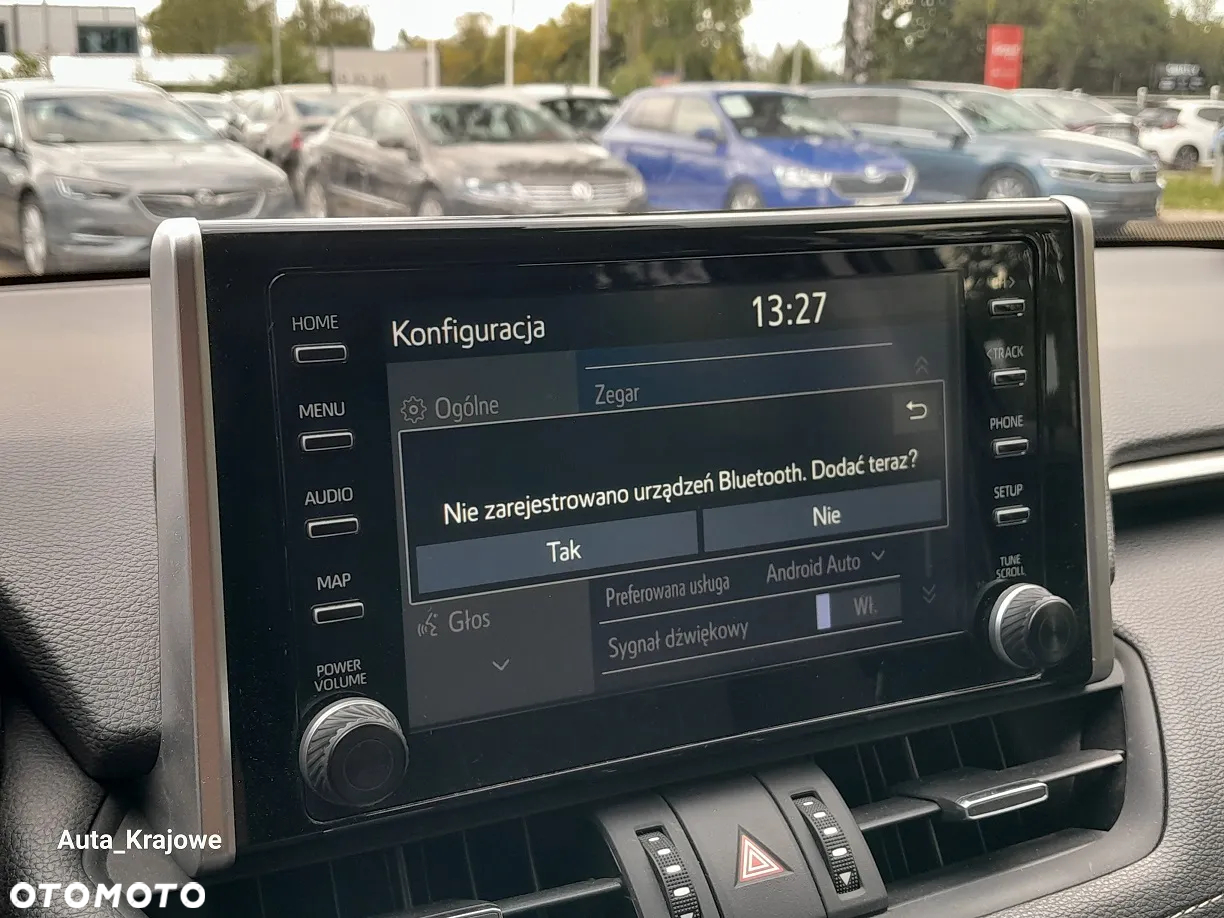 HOME
MENU
AUDIO
MAP
POWER
VOLUME
Konfiguracja
13:27
Ogólne
Zegar
Nie zarejestrowano urządzeń Bluetooth. Dodać teraz?
Tak
Nie
Preferowana usługa
Android Auto
Głos
Sygnał dźwiękowy
Wł.
<TRACK
PHONE
SETUP
TUNE
SCROLL
Auta_Krajowe
OTOMOTO